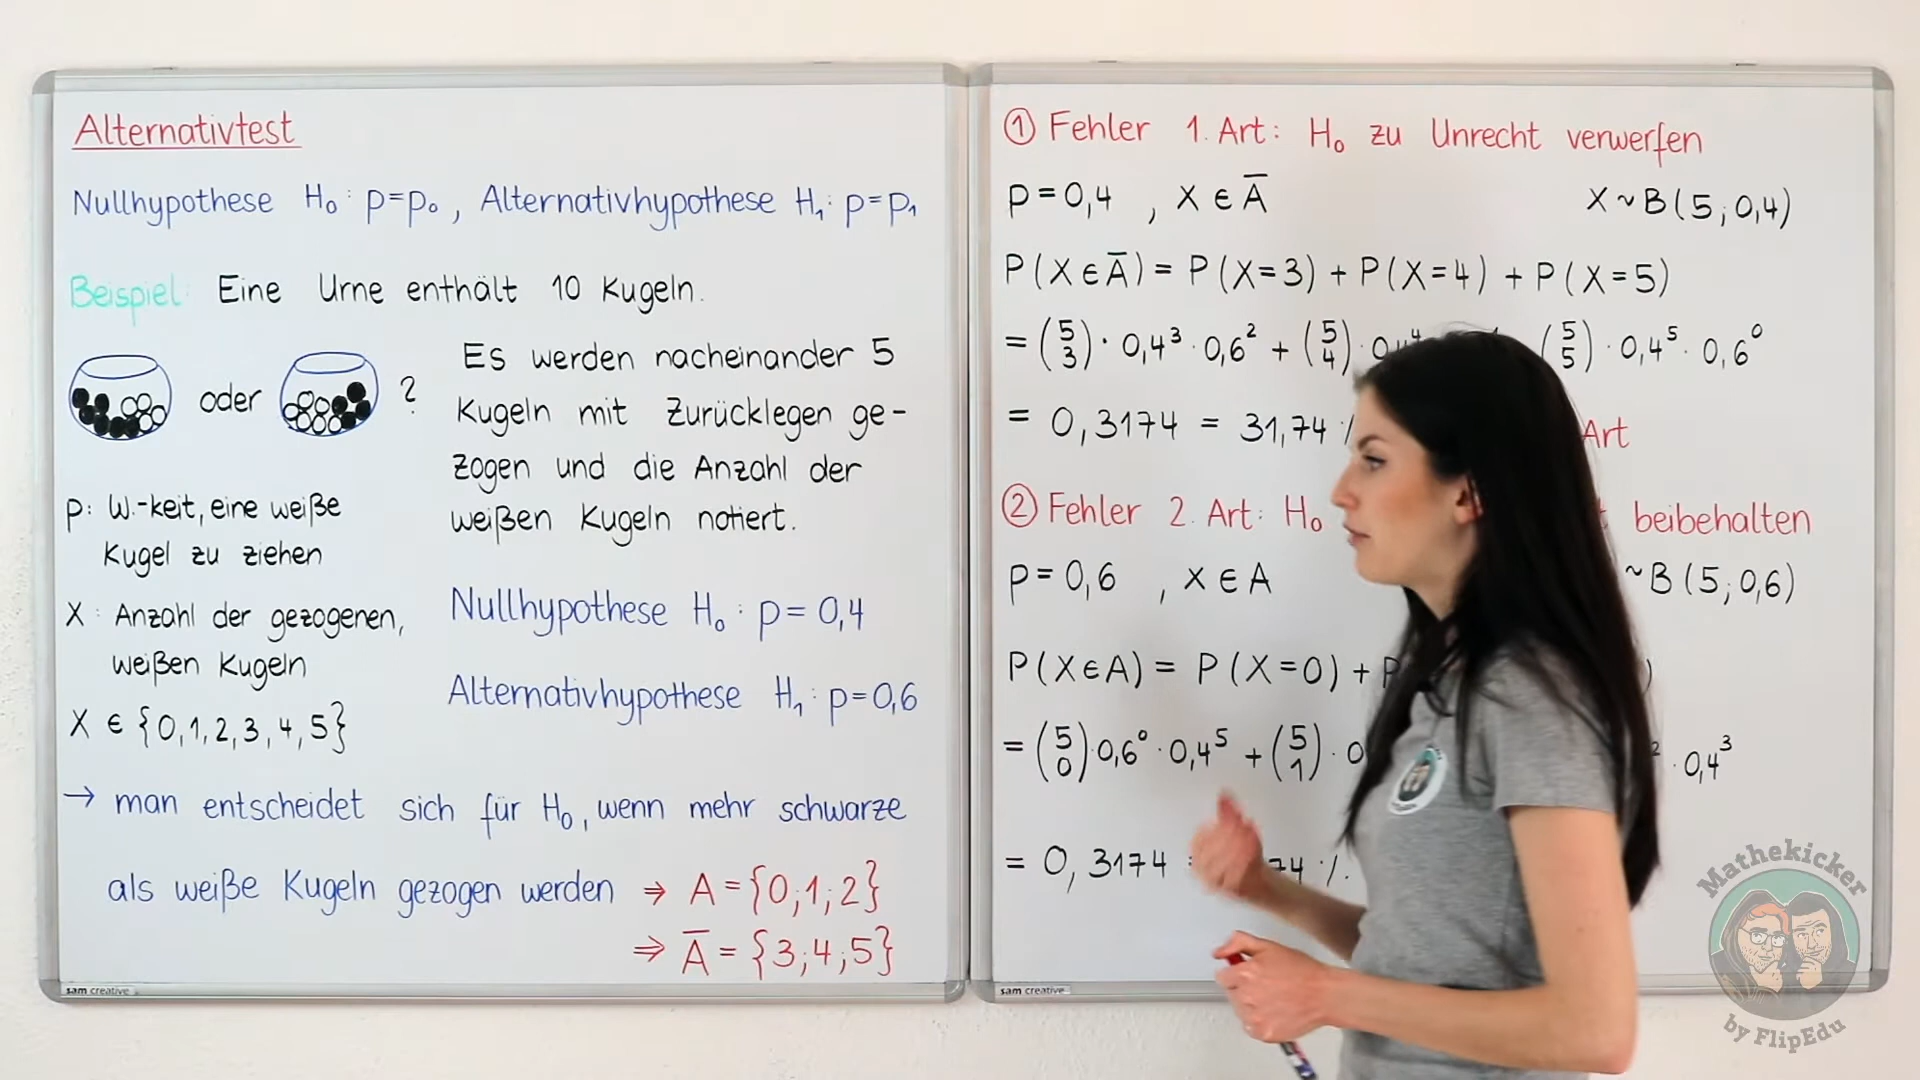 Alternativtest
Nullhypothese H₀: p=p₀, Alternativhypothese H₁: p=p₁
Beispiel: Eine Urne enthält 10 Kugeln.
oder ?
Es werden nacheinander 5
Kugeln mit Zurücklegen ge-
zogen und die Anzahl der
weißen Kugeln notiert.
p: W.-keit, eine weiße
Kugel zu ziehen
X: Anzahl der gezogenen,
weißen Kugeln
X ∈ {0,1,2,3,4,5}
Nullhypothese H₀: p=0,4
Alternativhypothese H₁: p=0,6
→ man entscheidet sich für H₀, wenn mehr schwarze
als weiße Kugeln gezogen werden ⇒ A={0;1;2}
⇒ A̅={3;4;5}
sam creative
① Fehler 1. Art: H₀ zu Unrecht verwerfen
p=0,4 , X ∈ A̅ X~B(5;0,4)
P(X∈A̅) = P(X=3) + P(X=4) + P(X=5)
= (5 3) · 0,4³ · 0,6² + (5 4) · (5 5) · 0,4⁵ · 0,6⁰
= 0,3174 = 31,74 % Art
② Fehler 2. Art: H₀ beibehalten
p=0,6 , X ∈ A ~B(5;0,6)
P(X∈A) = P(X=0) + P )
= (5 0) · 0,6⁰ · 0,4⁵ + (5 1) · 0 ² · 0,4³
= 0,3174 = 74 %
sam creative
Mathekicker
by FlipEdu